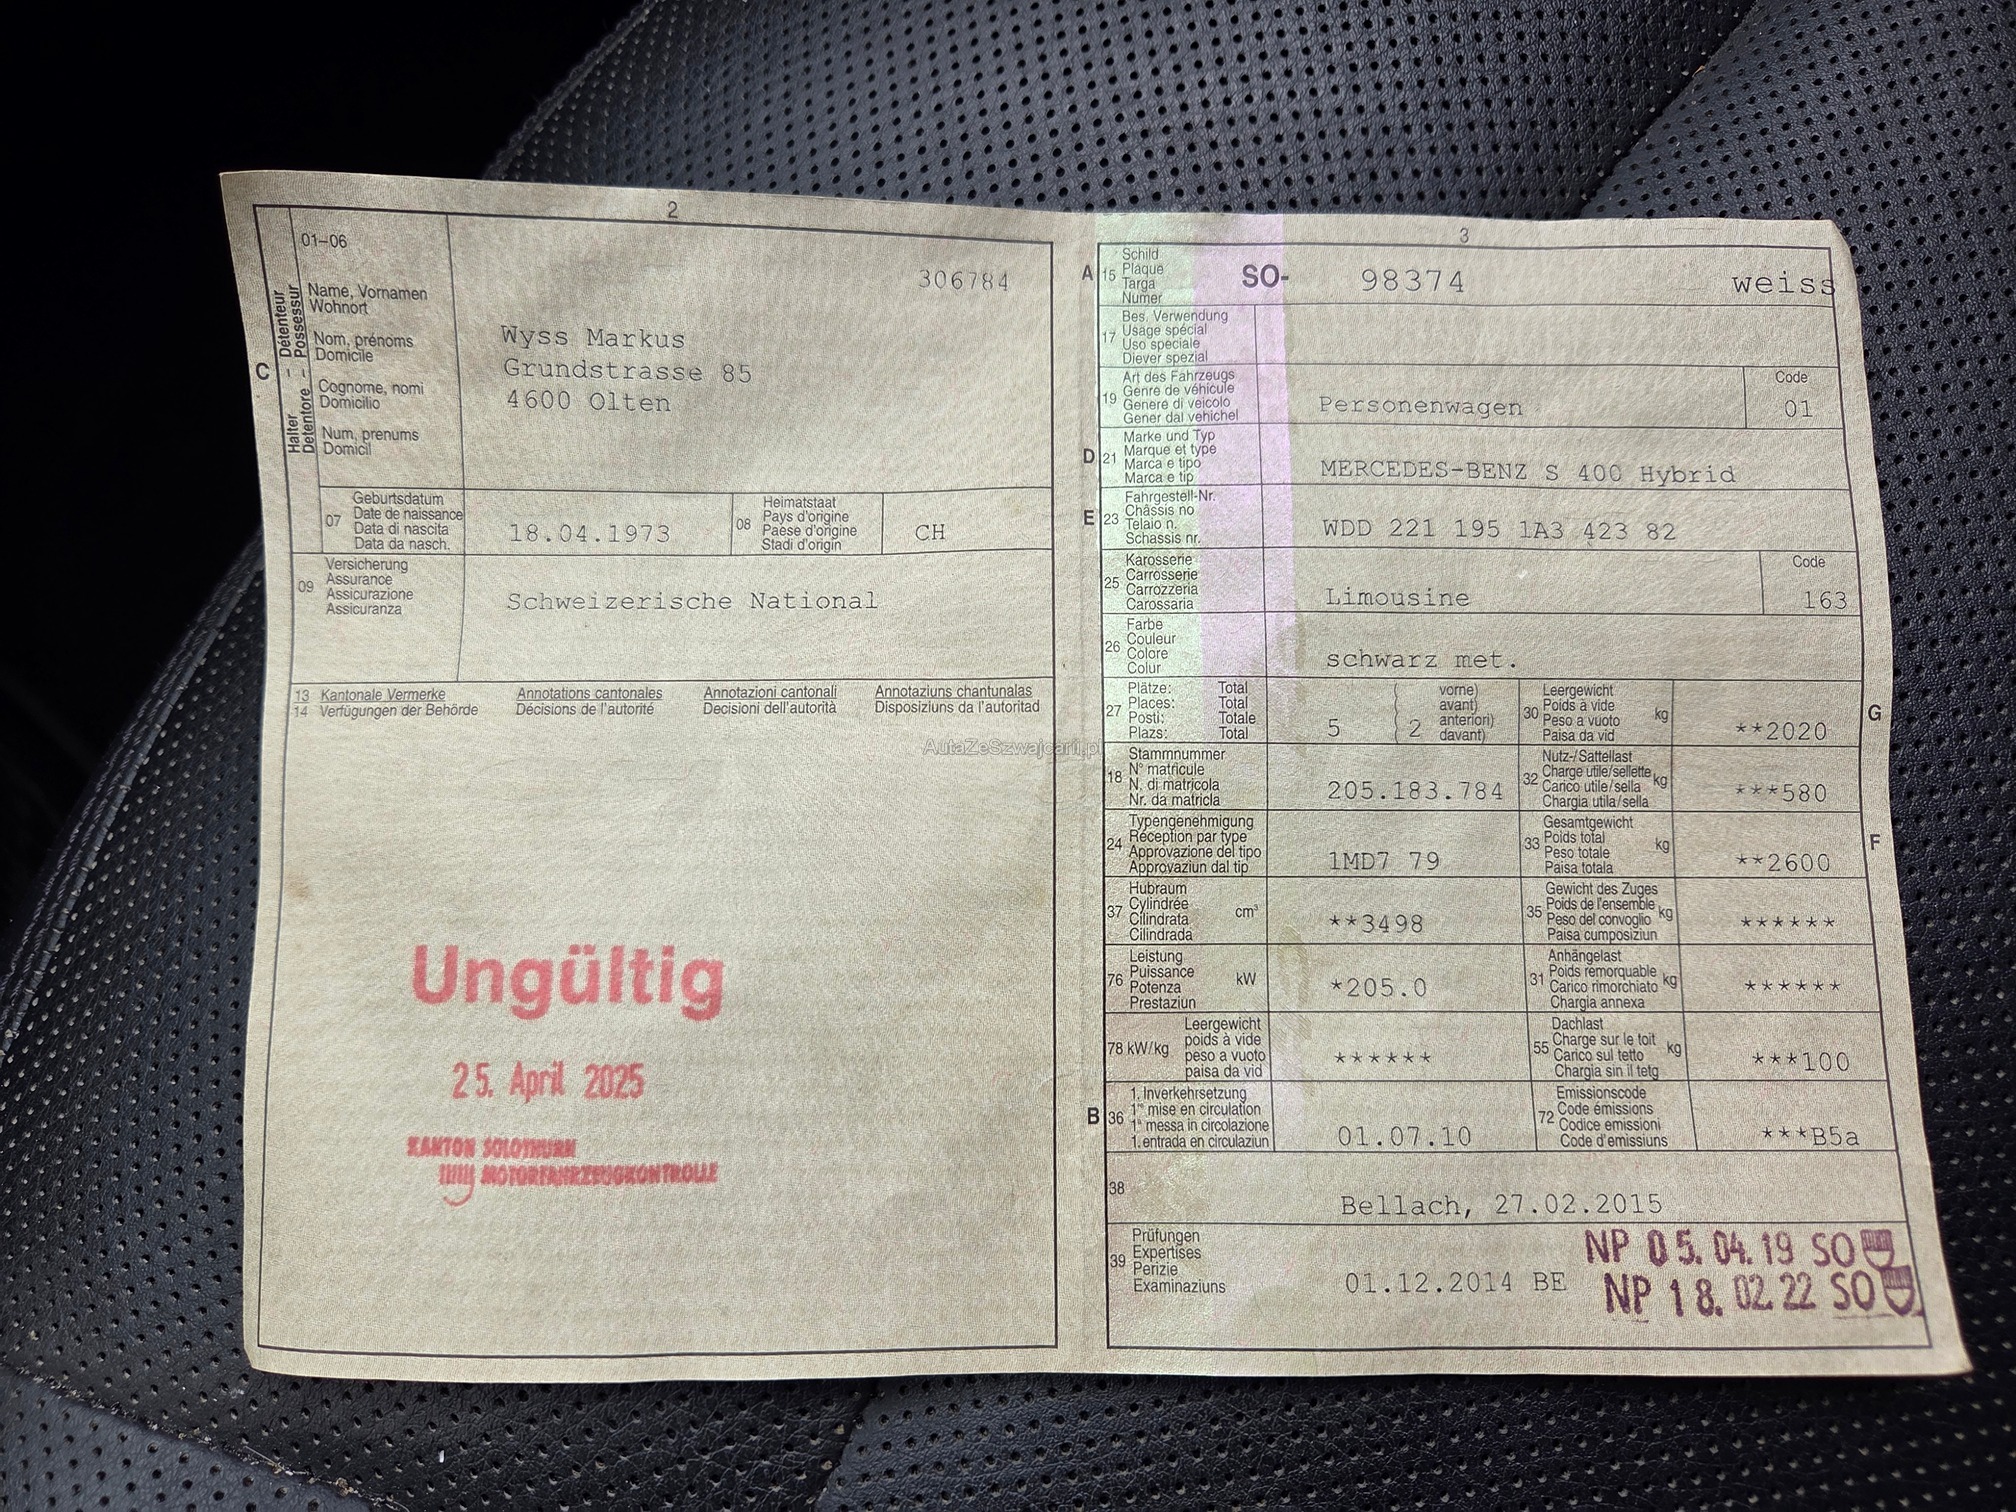 2
01–06
306784
Name, Vornamen
Wohnort
Nom, prénoms
Domicile
Cognome, nomi
Domicilio
Num, prenums
Domicil
C
Halter – Détenteur
Detentore – Possessur
Wyss Markus
Grundstrasse 85
4600 Olten
07
Geburtsdatum
Date de naissance
Data di nascita
Data da nasch.
18.04.1973
08
Heimatstaat
Pays d'origine
Paese d'origine
Stadi d'origin
CH
09
Versicherung
Assurance
Assicurazione
Assicuranza
Schweizerische National
13 Kantonale Vermerke Annotations cantonales Annotazioni cantonali Annotaziuns chantunalas
14 Verfügungen der Behörde Décisions de l'autorité Decisioni dell'autorità Disposiziuns da l'autoritad
AutaZeSzwajcarii.pl
Ungültig
25. April 2025
KANTON SOLOTHURN
MOTORFAHRZEUGKONTROLLE
3
A
15
Schild
Plaque
Targa
Numer
SO- 98374 weiss
17
Bes. Verwendung
Usage spécial
Uso speciale
Diever spezial
19
Art des Fahrzeugs
Genre de véhicule
Genere di veicolo
Gener dal vehichel
Personenwagen
Code
01
D
21
Marke und Typ
Marque et type
Marca e tipo
Marca e tip
MERCEDES-BENZ S 400 Hybrid
E
23
Fahrgestell-Nr.
Châssis no
Telaio n.
Schassis nr.
WDD 221 195 1A3 423 82
25
Karosserie
Carrosserie
Carrozzeria
Carossaria
Limousine
Code
163
26
Farbe
Couleur
Colore
Colur
schwarz met.
27
Plätze: Total
Places: Total
Posti: Totale
Plazs: Total
5 2
vorne)
avant)
anteriori)
davant)
30
Leergewicht
Poids à vide
Peso a vuoto
Paisa da vid
kg
**2020
G
18
Stammnummer
N° matricule
N. di matricola
Nr. da matricla
205.183.784
32
Nutz-/Sattellast
Charge utile/sellette
Carico utile/sella
Chargia utila/sella
kg
***580
24
Typengenehmigung
Réception par type
Approvazione del tipo
Approvaziun dal tip
1MD7 79
33
Gesamtgewicht
Poids total
Peso totale
Paisa totala
kg
**2600
F
37
Hubraum
Cylindrée
Cilindrata
Cilindrada
cm³
**3498
35
Gewicht des Zuges
Poids de l'ensemble
Peso del convoglio
Paisa cumposiziun
kg
******
76
Leistung
Puissance
Potenza
Prestaziun
kW
*205.0
31
Anhängelast
Poids remorquable
Carico rimorchiato
Chargia annexa
kg
******
78 kW/kg
Leergewicht
poids à vide
peso a vuoto
paisa da vid
******
55
Dachlast
Charge sur le toit
Carico sul tetto
Chargia sin il tetg
kg
***100
B
36
1. Inverkehrsetzung
1re mise en circulation
1a messa in circolazione
1. entrada en circulaziun
01.07.10
72
Emissionscode
Code émissions
Codice emissioni
Code d'emissiuns
***B5a
38
Bellach, 27.02.2015
39
Prüfungen
Expertises
Perizie
Examinaziuns
01.12.2014 BE
NP 05. 04. 19 SO
NP 18. 02. 22 SO